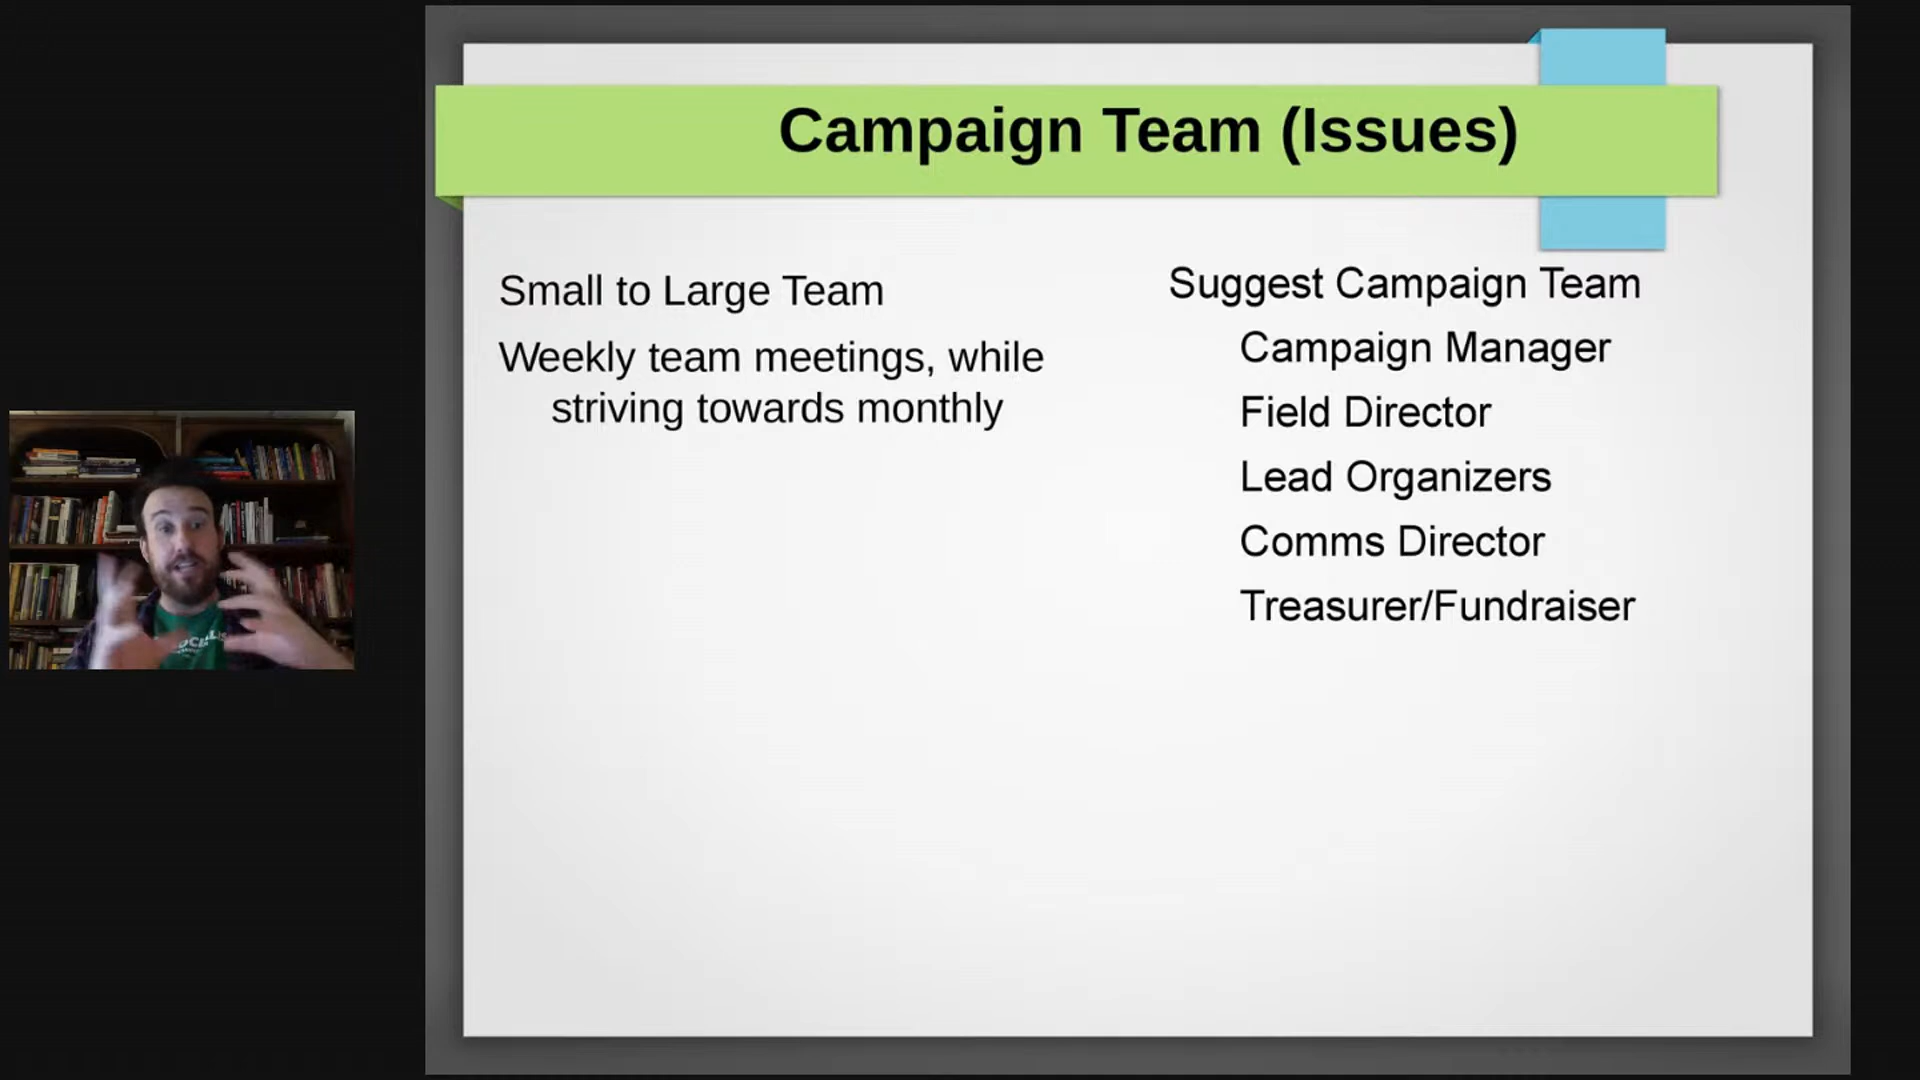 Campaign Team (Issues)
Small to Large Team
Weekly team meetings, while
striving towards monthly
Suggest Campaign Team
Campaign Manager
Field Director
Lead Organizers
Comms Director
Treasurer/Fundraiser